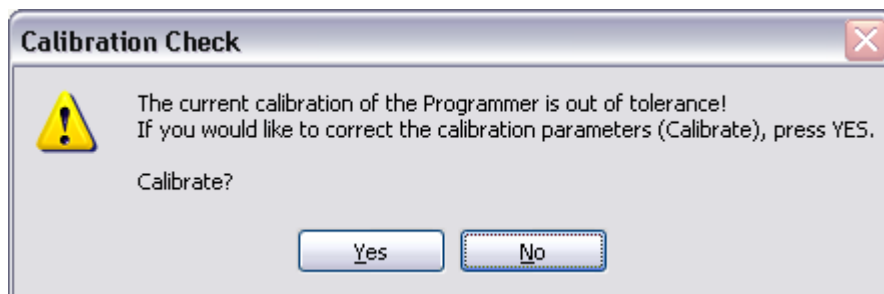 Calibration Check
The current calibration of the Programmer is out of tolerance!
If you would like to correct the calibration parameters (Calibrate), press YES.
Calibrate?
Yes No